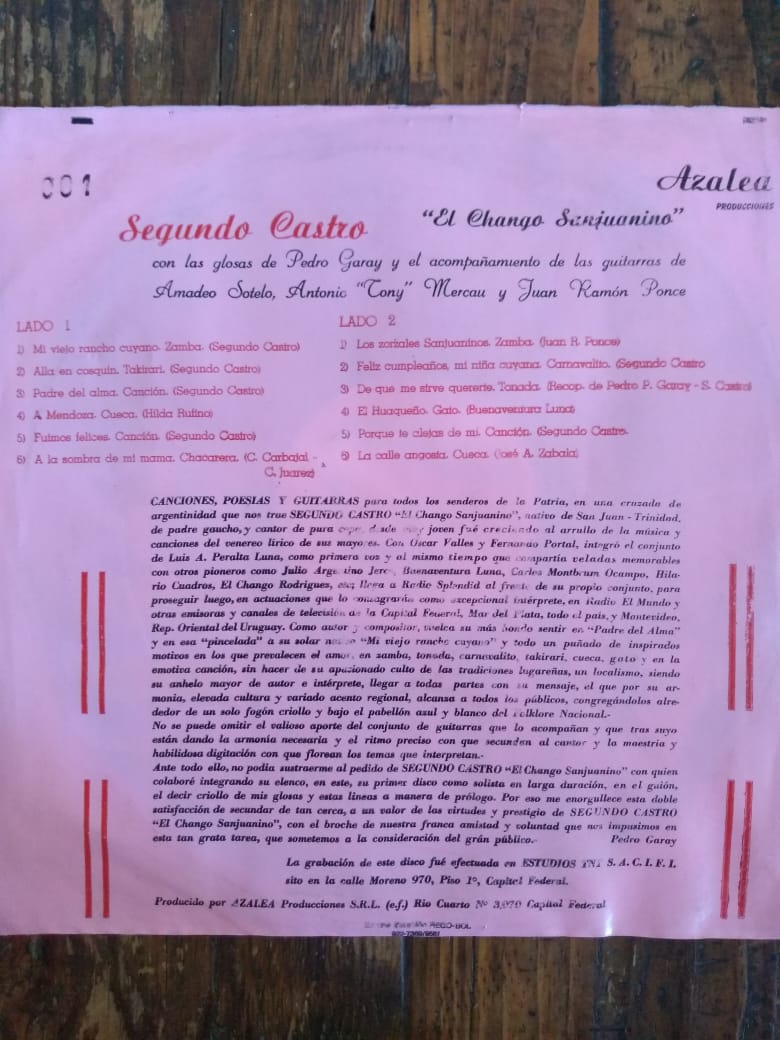 001
Azalea
PRODUCCIONES
Segundo Castro
"El Chango Sanjuanino"
con las glosas de Pedro Garay y el acompañamiento de las guitarras de
Amadeo Sotelo, Antonio "Tony" Mercau y Juan Ramón Ponce
LADO 1
1) Mi viejo rancho cuyano. Zamba. (Segundo Castro)
2) Alla en cosquin. Takirari. (Segundo Castro)
3) Padre del alma. Canción. (Segundo Castro)
4) A Mendoza. Cueca. (Hilda Rufino)
5) Fuimos felices. Canción. (Segundo Castro)
6) A la sombra de mi mama. Chacarera. (C. Carbajal -
C. Juarez)
LADO 2
1) Los zorzales Sanjuaninos. Zamba. (Juan R. Ponce)
2) Feliz cumpleaños, mi niña cuyana. Carnavalito. (Segundo Castro
3) De que me sirve quererte. Tonada. (Recop. de Pedro P. Garay - S. Castro)
4) El Huaqueño. Gato. (Buenaventura Luna)
5) Porque te alejas de mi. Canción. (Segundo Castro.
6) La calle angosta. Cueca. (José A. Zabala)
CANCIONES, POESIAS Y GUITARRAS para todos los senderos de la Patria, en una cruzada de
argentinidad que nos trae SEGUNDO CASTRO "El Chango Sanjuanino", nativo de San Juan - Trinidad,
de padre gaucho, y cantor de pura cepa, desde muy joven fué creciendo al arrullo de la música y
canciones del venereo lírico de sus mayores. Con Oscar Valles y Fernando Portal, integró el conjunto
de Luis A. Peralta Luna, como primera voz y al mismo tiempo que compartía veladas memorables
con otros pioneros como Julio Argentino Jerez, Buenaventura Luna, Carlos Montbrum Ocampo, Hila-
rio Cuadros, El Chango Rodrigues, llega a Radio Splendid al frente de su propio conjunto, para
proseguir luego, en actuaciones que lo consagrarón como excepcional intérprete, en Radio El Mundo y
otras emisoras y canales de televisión de la Capital Federal, Mar del Plata, todo el país, y Montevideo,
Rep. Oriental del Uruguay. Como autor y compositor, vuelca su más hondo sentir en "Padre del Alma"
y en esa "pincelada" a su solar nativo "Mi viejo rancho cuyano" y todo un puñado de inspirados
motivos en los que prevalecen el amor, en zamba, tonada, carnavalito, takirari, cueca, gato y en la
emotiva canción, sin hacer de su apasionado culto de las tradiciones lugareñas, un localismo, siendo
su anhelo mayor de autor e intérprete, llegar a todas partes con su mensaje, el que por su ar-
monía, elevada cultura y variado acento regional, alcansa a todos los públicos, congregándolos alre-
dedor de un solo fogón criollo y bajo el pabellón azul y blanco del Folklore Nacional.-
No se puede omitir el valioso aporte del conjunto de guitarras que lo acompañan y que tras suyo
están dando la armonía necesaria y el ritmo preciso con que secundan al cantor y la maestría y
habilidosa digitación con que florean los temas que interpretan.-
Ante todo ello, no podía sustraerme al pedido de SEGUNDO CASTRO "El Chango Sanjuanino" con quien
colaboré integrando su elenco, en este, su primer disco como solista en larga duración, en el guión,
el decir criollo de mis glosas y estas líneas a manera de prólogo. Por eso me enorgullece esta doble
satisfacción de secundar de tan cerca, a un valor de las virtudes y prestigio de SEGUNDO CASTRO
"El Chango Sanjuanino", con el broche de nuestra franca amistad y voluntad que nos impusimos en
esta tan grata tarea, que sometemos a la consideración del grán público.- Pedro Garay
La grabación de este disco fué efectuada en ESTUDIOS TNT S. A. C. I. F. I.
sito en la calle Moreno 970, Piso 1º, Capital Federal.
Producido por AZALEA Producciones S.R.L. (e.f.) Rio Cuarto Nº 3.070 Capital Federal